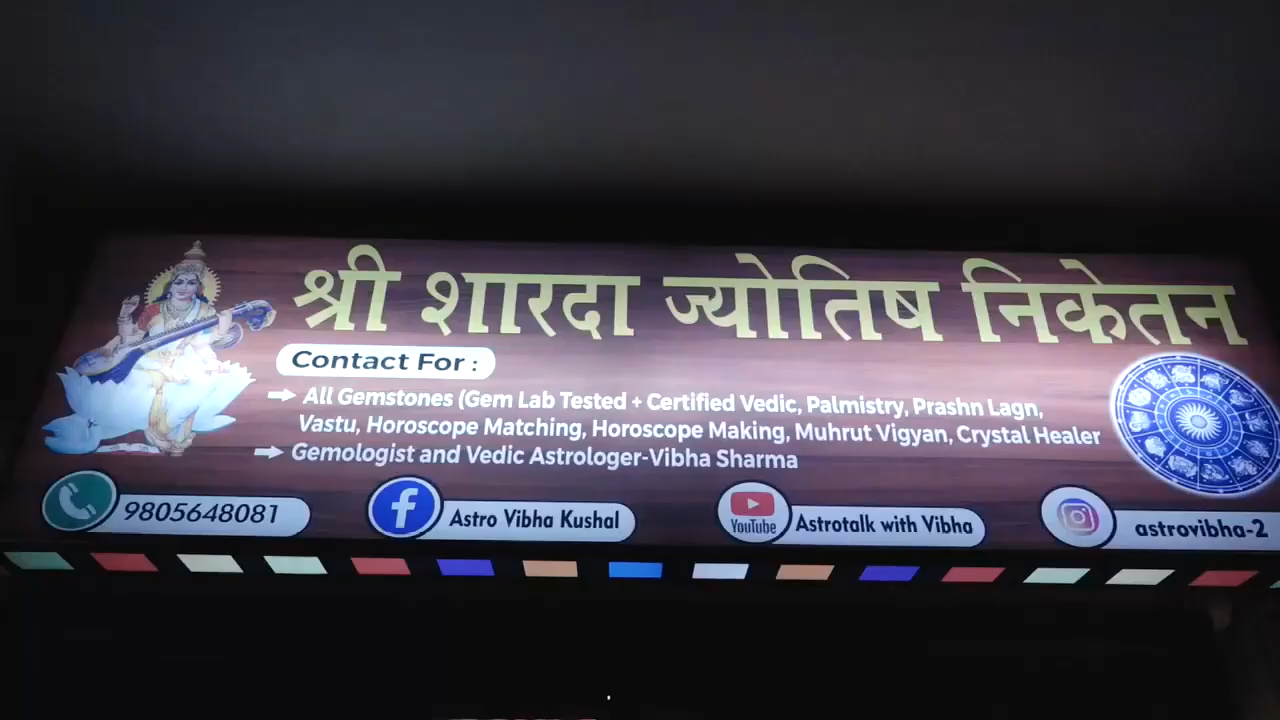 श्री शारदा ज्योतिष निकेतन
Contact For :
All Gemstones (Gem Lab Tested + Certified Vedic, Palmistry, Prashn Lagn,
Vastu, Horoscope Matching, Horoscope Making, Muhrut Vigyan, Crystal Healer
Gemologist and Vedic Astrologer-Vibha Sharma
9805648081
Astro Vibha Kushal
YouTube
Astrotalk with Vibha
astrovibha-2